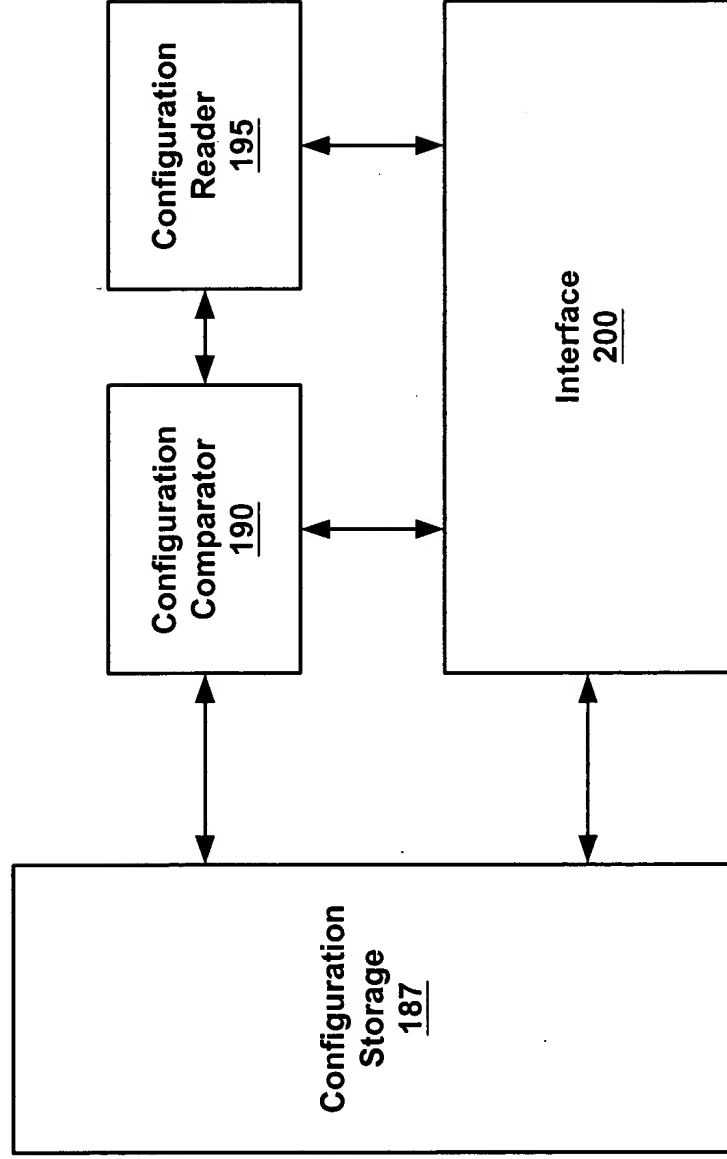 Configuration
Storage
187
Configuration
Comparator
190
Configuration
Reader
195
Interface
200